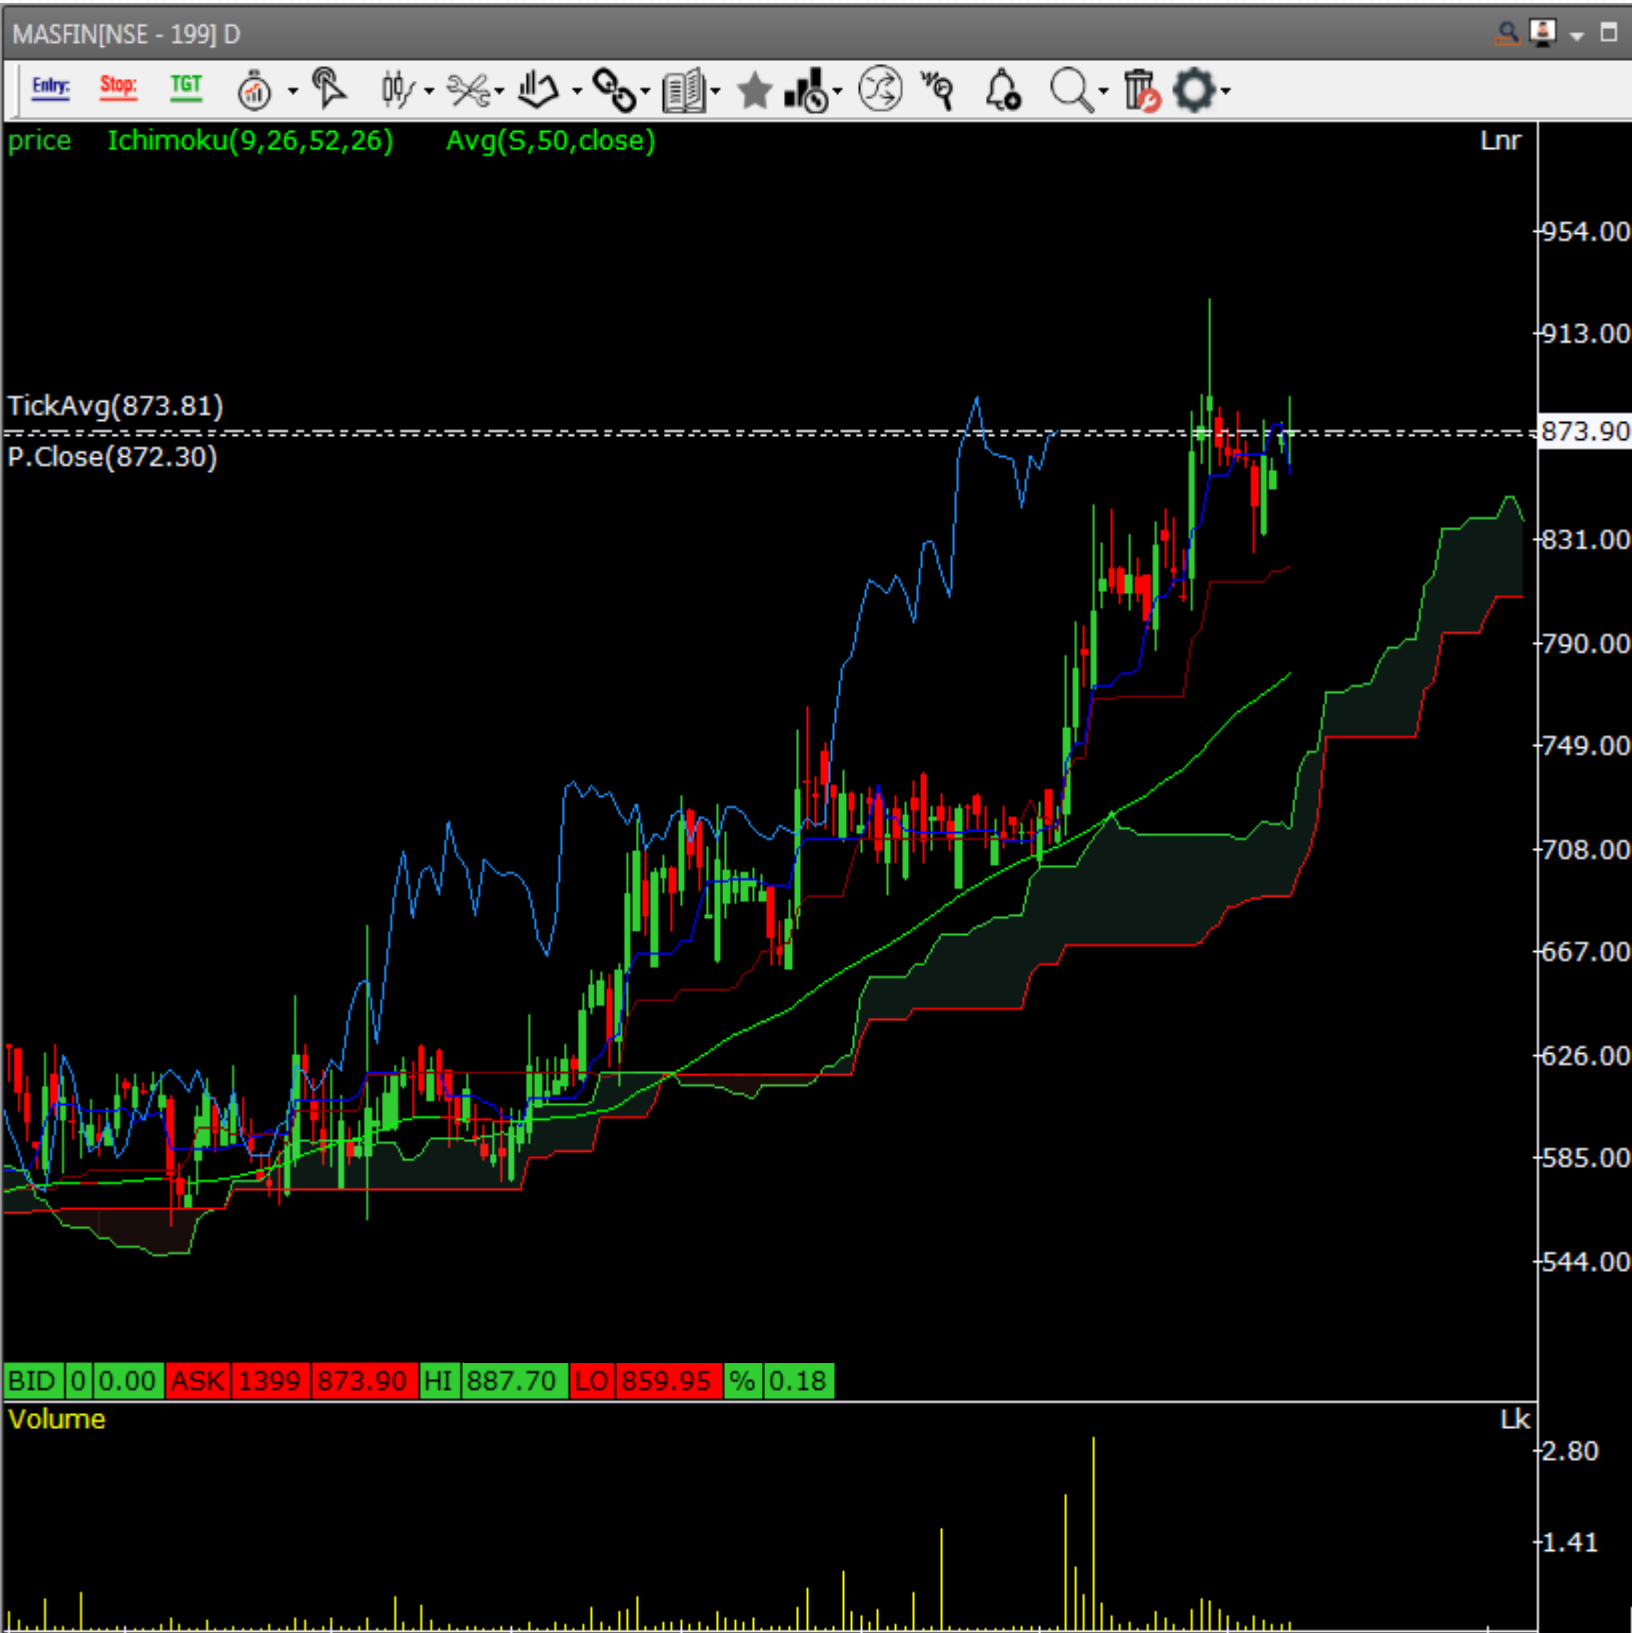 MASFIN[NSE - 199] D
Entry: Stop: TGT
price Ichimoku(9,26,52,26) Avg(S,50,close) Lnr
954.00
913.00
TickAvg(873.81)
873.90
P.Close(872.30)
831.00
790.00
749.00
708.00
667.00
626.00
585.00
544.00
BID 0 0.00 ASK 1399 873.90 HI 887.70 LO 859.95 % 0.18
Volume Lk
2.80
1.41